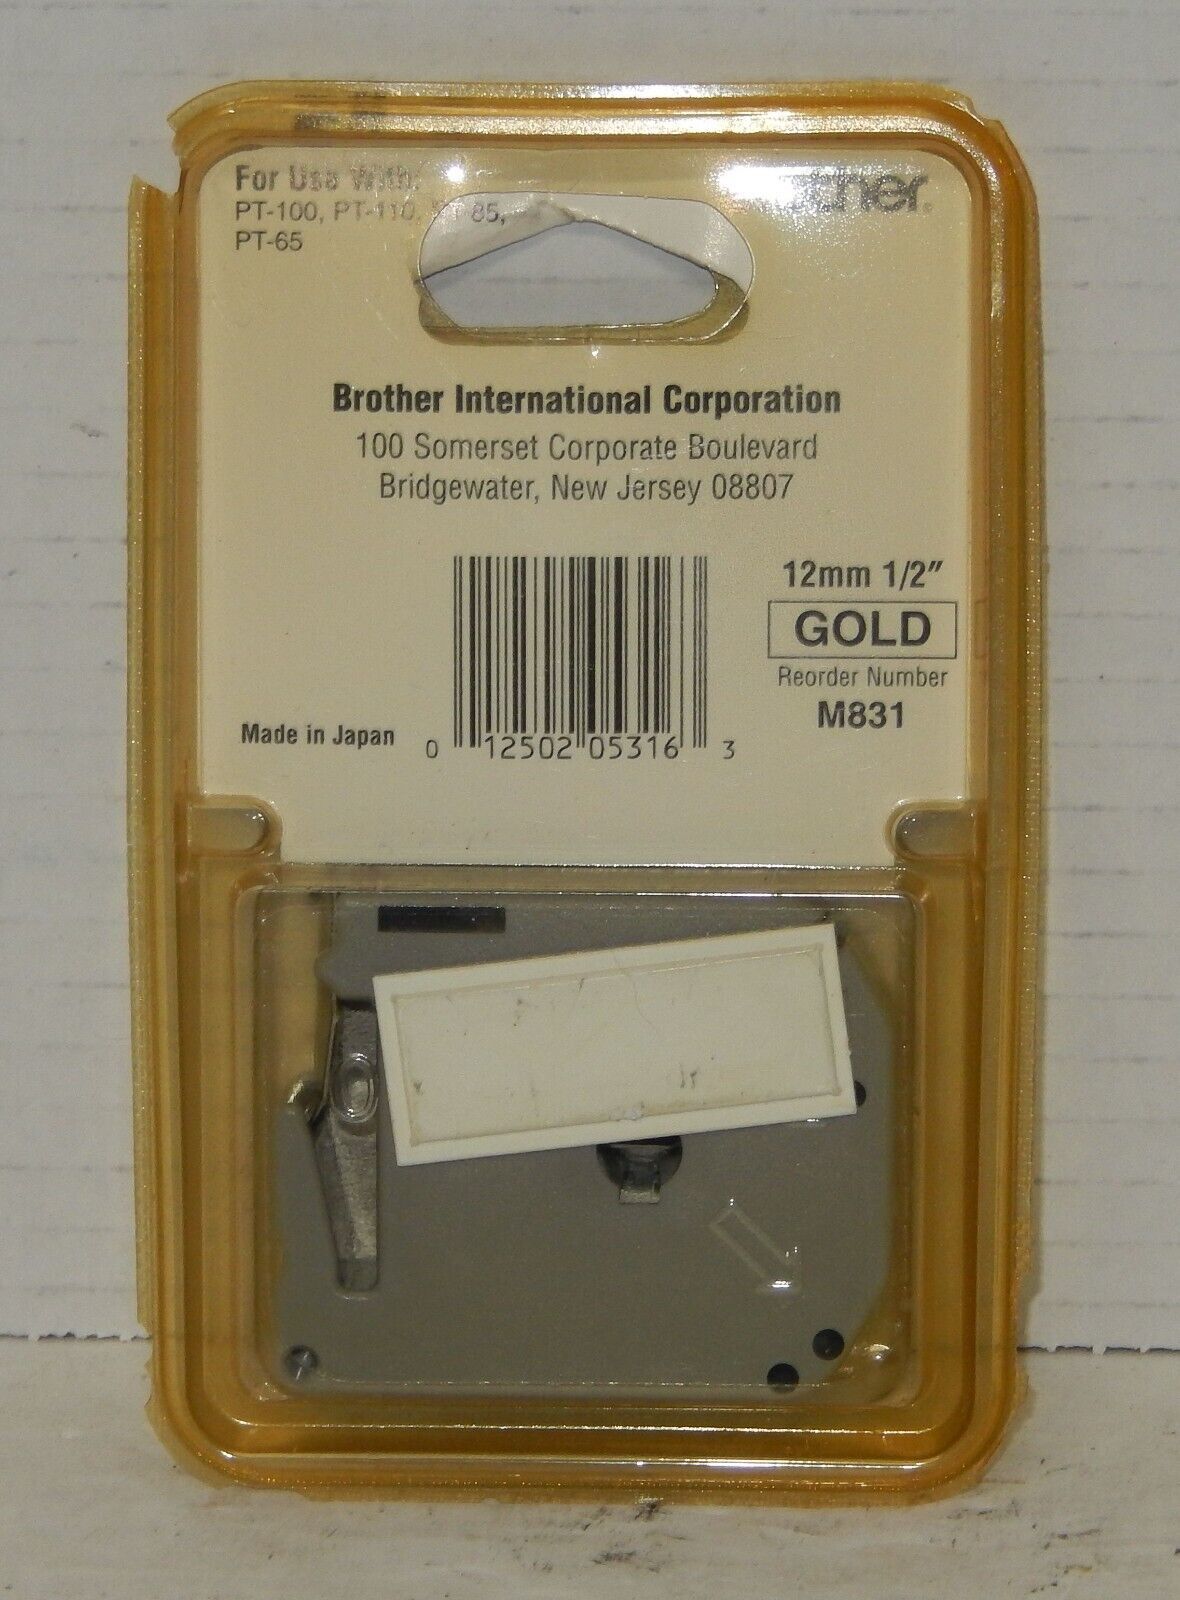 For Use With:
PT-100, PT-110, 85,
PT-65
Brother International Corporation
100 Somerset Corporate Boulevard
Bridgewater, New Jersey 08807
12mm 1/2"
GOLD
Reorder Number
M831
Made in Japan
0 12502 05316 3